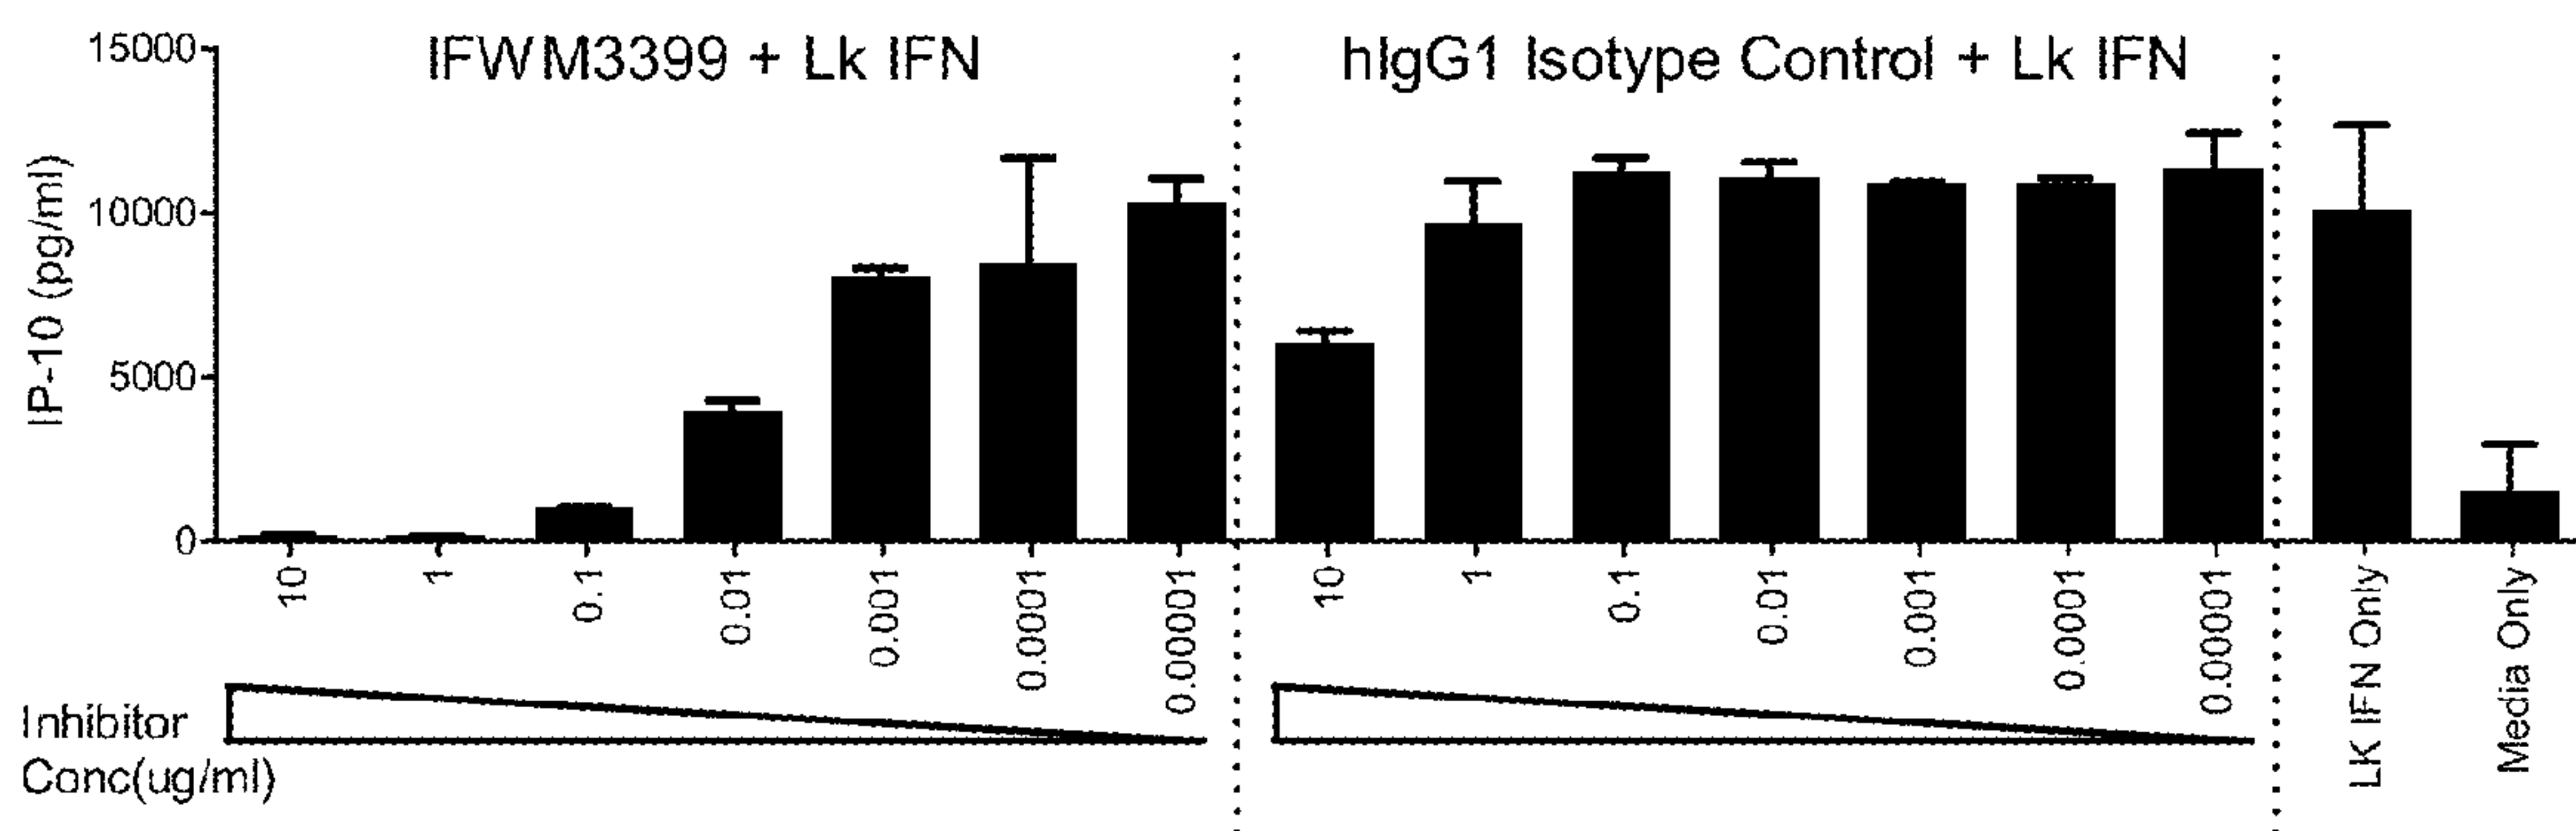 IFWM3399 + Lk IFN
hIgG1 Isotype Control + Lk IFN
IP-10 (pg/ml)
15000
10000
5000
0
10
1
0.1
0.01
0.001
0.0001
0.00001
10
1
0.1
0.01
0.001
0.0001
0.00001
LK IFN Only
Media Only
Inhibitor
Conc(ug/ml)